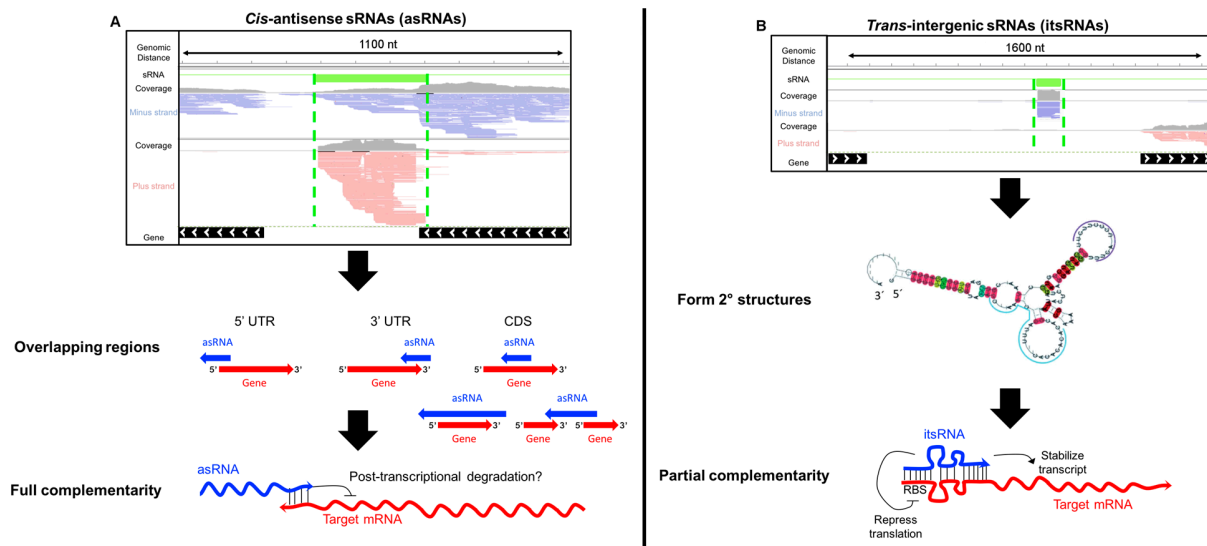 A
Cis-antisense sRNAs (asRNAs)
Genomic
Distance
1100 nt
sRNA
Coverage
Minus strand
Coverage
Plus strand
Gene
Overlapping regions
5' UTR
3' UTR
CDS
asRNA
asRNA
asRNA
5'
3'
5'
3'
5'
3'
Gene
Gene
Gene
asRNA
asRNA
5'
3'
5'
3'
5'
3'
Gene
Gene
Gene
Full complementarity
asRNA
Post-transcriptional degradation?
Target mRNA
B
Trans-intergenic sRNAs (itsRNAs)
Genomic
Distance
1600 nt
sRNA
Coverage
Minus strand
Coverage
Plus strand
Gene
Form 2° structures
3´
5´
Partial complementarity
itsRNA
Stabilize
transcript
RBS
Target mRNA
Repress
translation